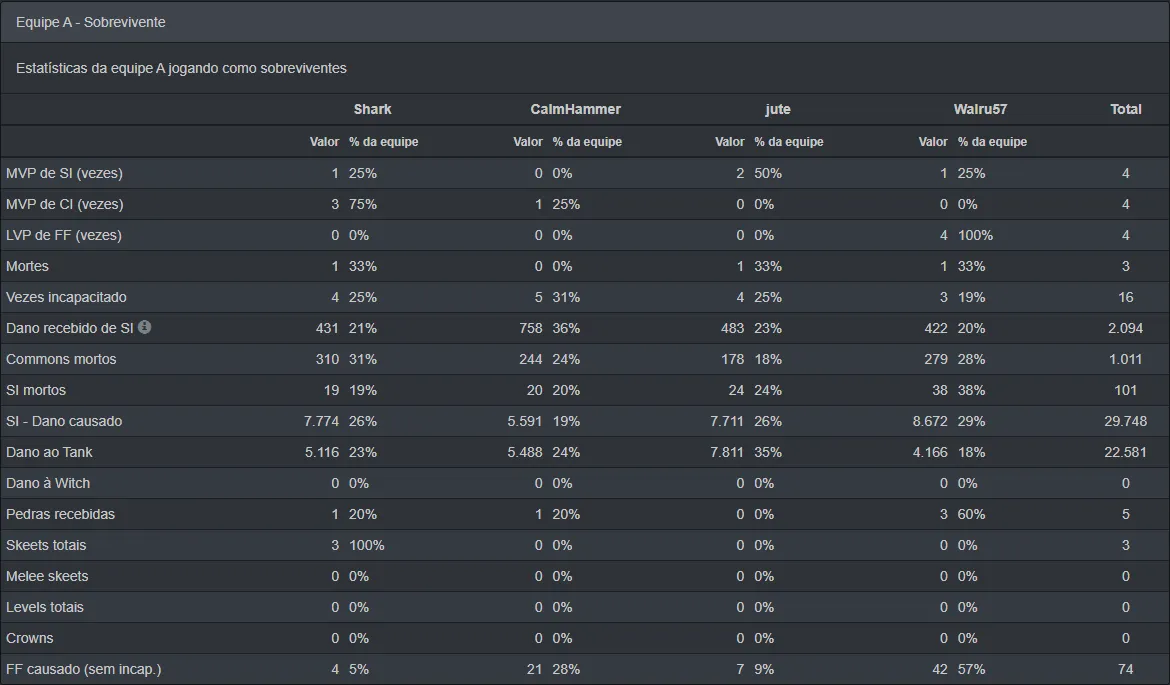 Equipe A - Sobrevivente
Estatísticas da equipe A jogando como sobreviventes
Shark CalmHammer jute Walru57 Total
Valor % da equipe Valor % da equipe Valor % da equipe Valor % da equipe
MVP de SI (vezes) 1 25% 0 0% 2 50% 1 25% 4
MVP de CI (vezes) 3 75% 1 25% 0 0% 0 0% 4
LVP de FF (vezes) 0 0% 0 0% 0 0% 4 100% 4
Mortes 1 33% 0 0% 1 33% 1 33% 3
Vezes incapacitado 4 25% 5 31% 4 25% 3 19% 16
Dano recebido de SI 431 21% 758 36% 483 23% 422 20% 2.094
Commons mortos 310 31% 244 24% 178 18% 279 28% 1.011
SI mortos 19 19% 20 20% 24 24% 38 38% 101
SI - Dano causado 7.774 26% 5.591 19% 7.711 26% 8.672 29% 29.748
Dano ao Tank 5.116 23% 5.488 24% 7.811 35% 4.166 18% 22.581
Dano à Witch 0 0% 0 0% 0 0% 0 0% 0
Pedras recebidas 1 20% 1 20% 0 0% 3 60% 5
Skeets totais 3 100% 0 0% 0 0% 0 0% 3
Melee skeets 0 0% 0 0% 0 0% 0 0% 0
Levels totais 0 0% 0 0% 0 0% 0 0% 0
Crowns 0 0% 0 0% 0 0% 0 0% 0
FF causado (sem incap.) 4 5% 21 28% 7 9% 42 57% 74